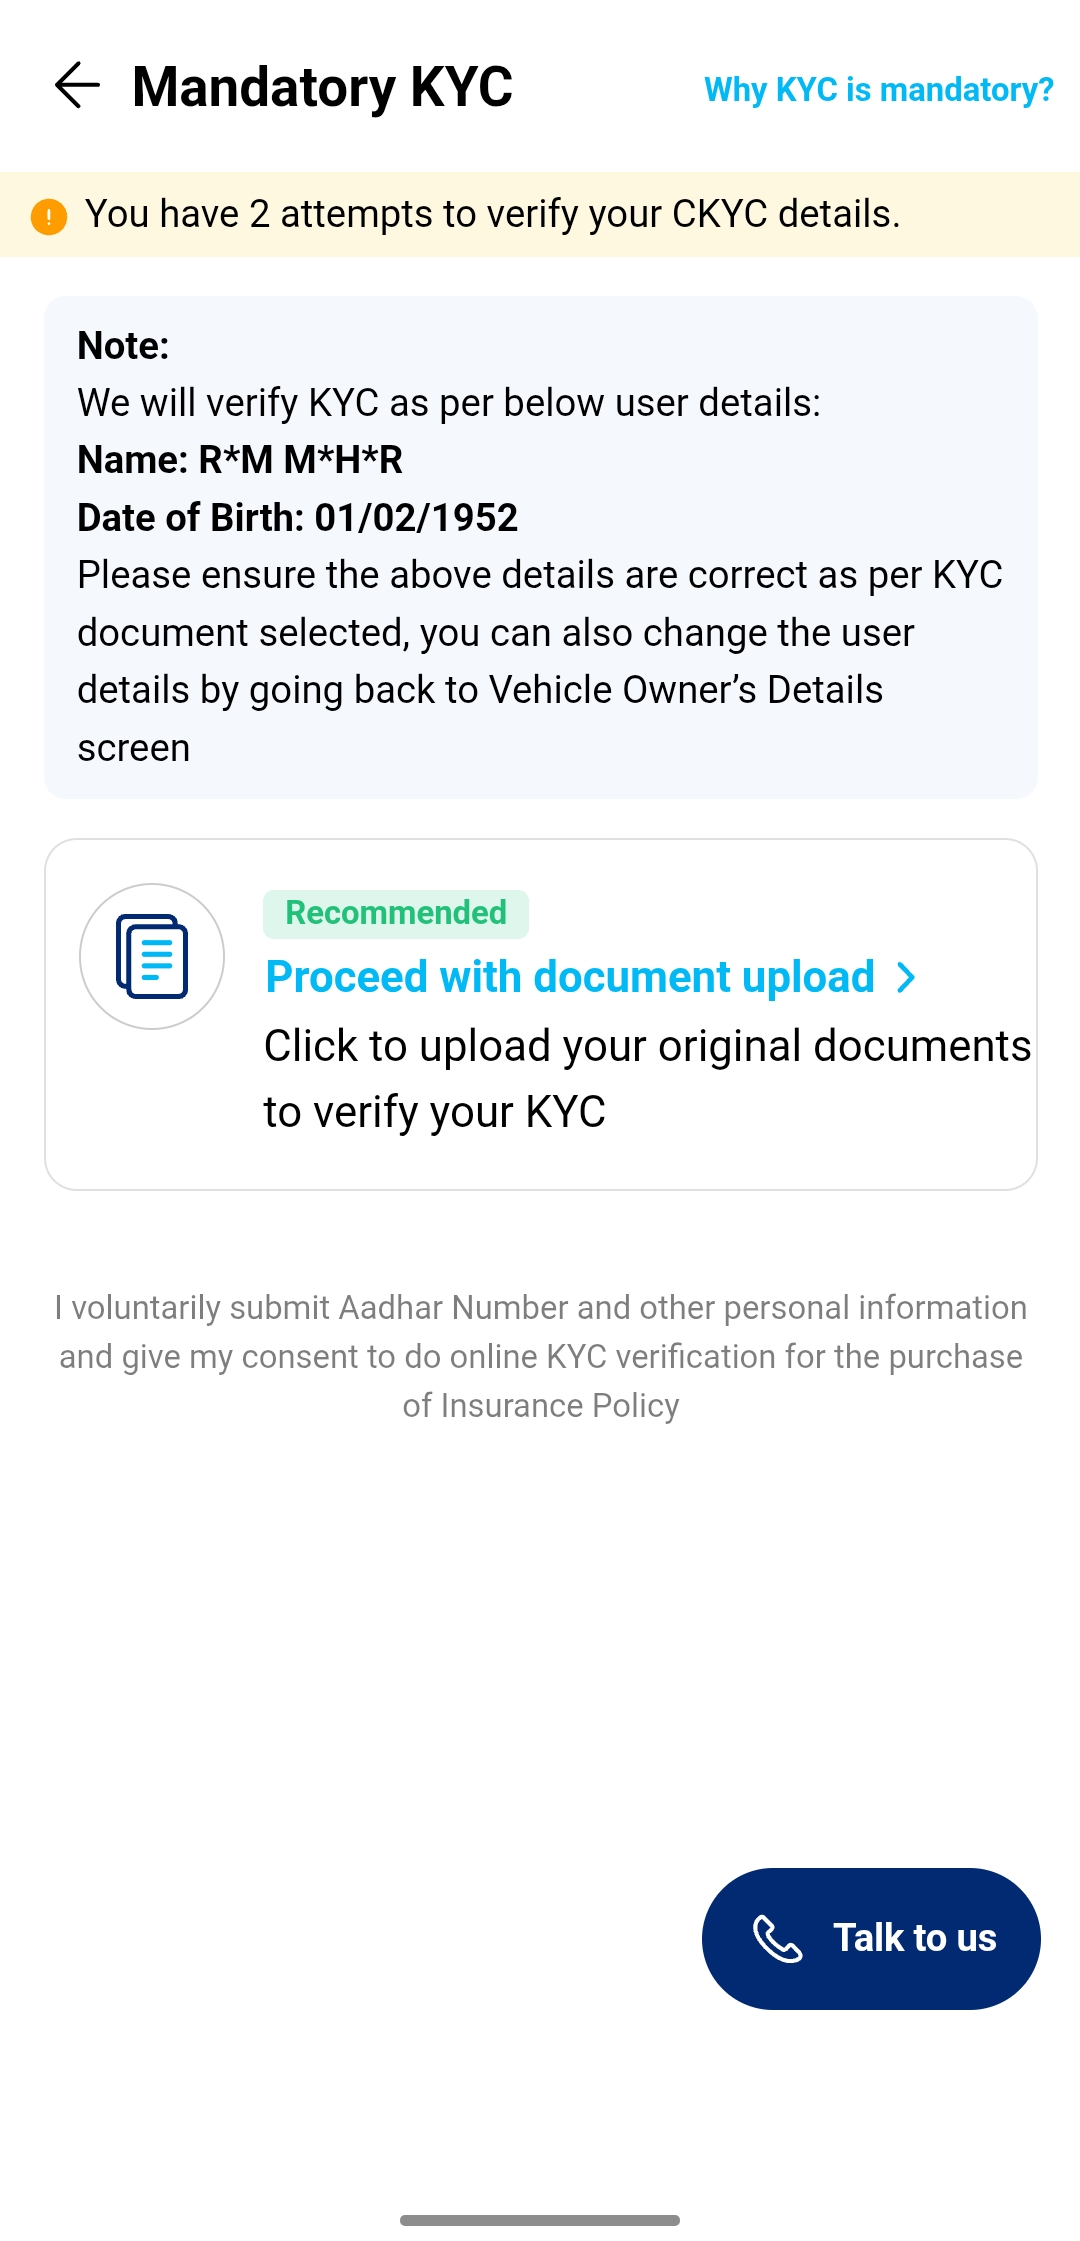 Mandatory KYC
Why KYC is mandatory?
You have 2 attempts to verify your CKYC details.
Note:
We will verify KYC as per below user details:
Name: R*M M*H*R
Date of Birth: 01/02/1952
Please ensure the above details are correct as per KYC
document selected, you can also change the user
details by going back to Vehicle Owner’s Details
screen
Recommended
Proceed with document upload
Click to upload your original documents
to verify your KYC
I voluntarily submit Aadhar Number and other personal information
and give my consent to do online KYC verification for the purchase
of Insurance Policy
Talk to us